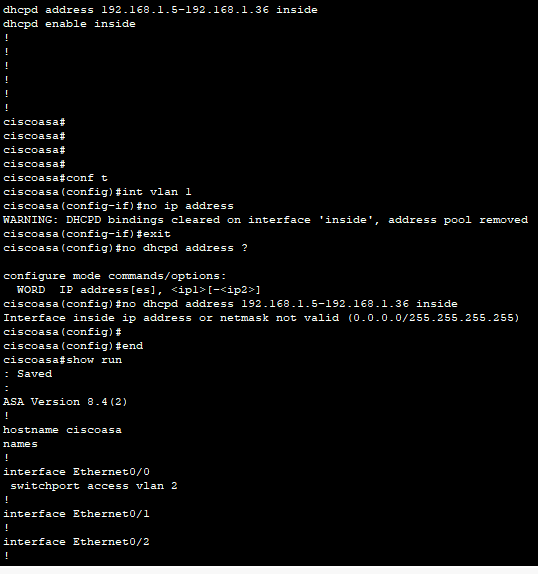 dhcpd address 192.168.1.5-192.168.1.36 inside
dhcpd enable inside
!
!
!
!
!
!
ciscoasa#
ciscoasa#
ciscoasa#
ciscoasa#
ciscoasa#conf t
ciscoasa(config)#int vlan 1
ciscoasa(config-if)#no ip address
WARNING: DHCPD bindings cleared on interface 'inside', address pool removed
ciscoasa(config-if)#exit
ciscoasa(config)#no dhcpd address ?

configure mode commands/options:
  WORD  IP address[es], <ip1>[-<ip2>]
ciscoasa(config)#no dhcpd address 192.168.1.5-192.168.1.36 inside
Interface inside ip address or netmask not valid (0.0.0.0/255.255.255.255)
ciscoasa(config)#
ciscoasa(config)#end
ciscoasa#show run
: Saved
:
ASA Version 8.4(2)
!
hostname ciscoasa
names
!
interface Ethernet0/0
 switchport access vlan 2
!
interface Ethernet0/1
!
interface Ethernet0/2
!